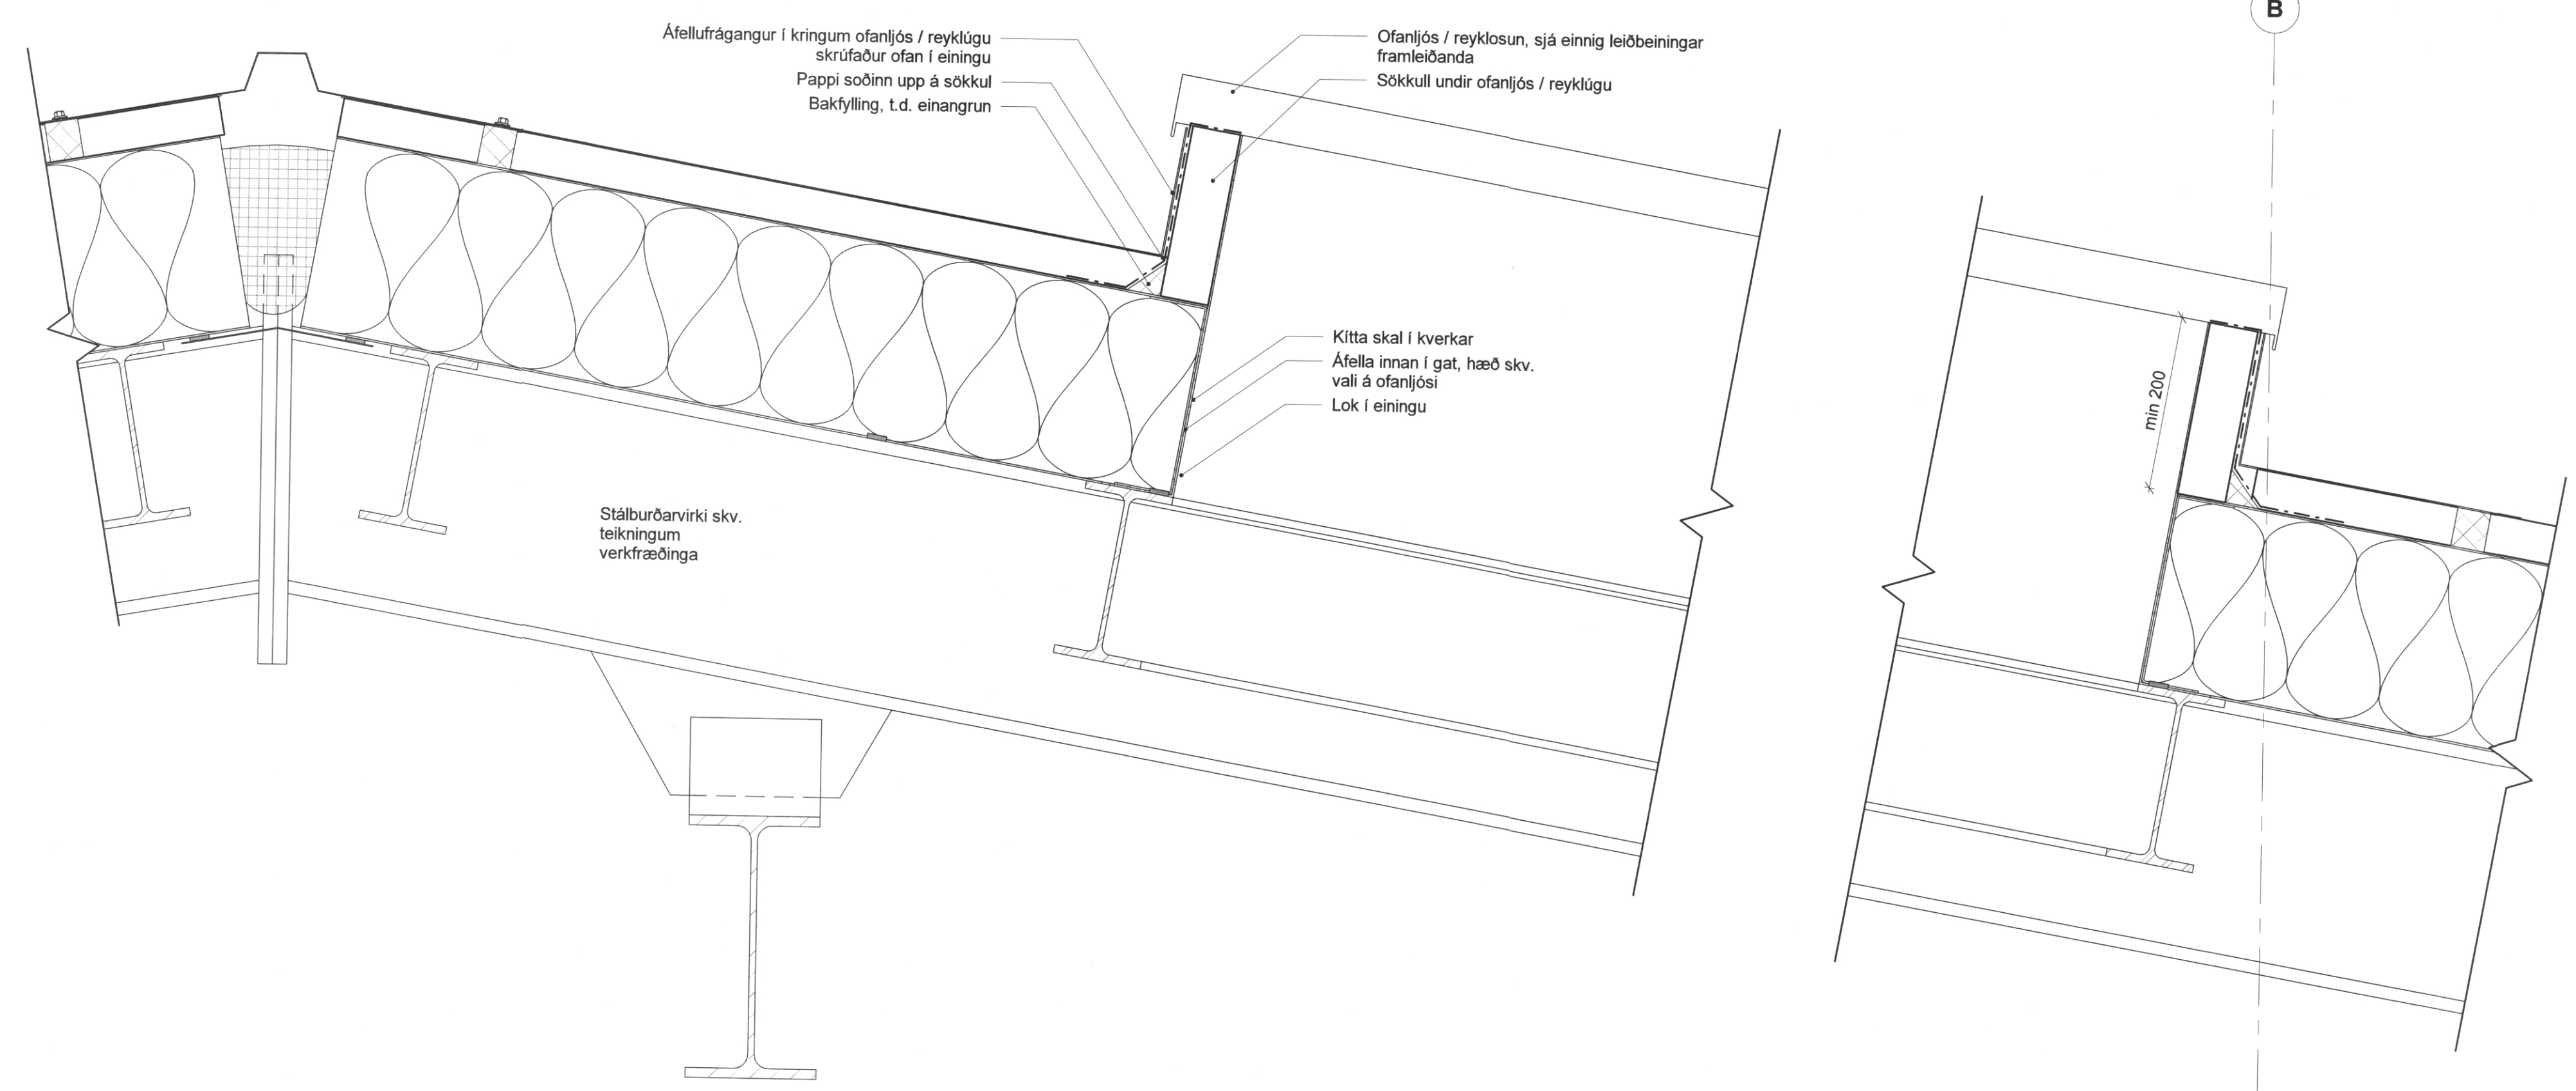 Áfellufrágangur í kringum ofanljós / reyklúgu
skrúfaður ofan í einingu
Pappi soðinn upp á sökkul
Bakfylling, t.d. einangrun
Ofanljós / reyklosun, sjá einnig leiðbeiningar
framleiðanda
Sökkull undir ofanljós / reyklúgu
B
Kítta skal í kverkar
Áfella innan í gat, hæð skv.
vali á ofanljósi
Lok í einingu
min 200
Stálburðarvirki skv.
teikningum
verkfræðinga